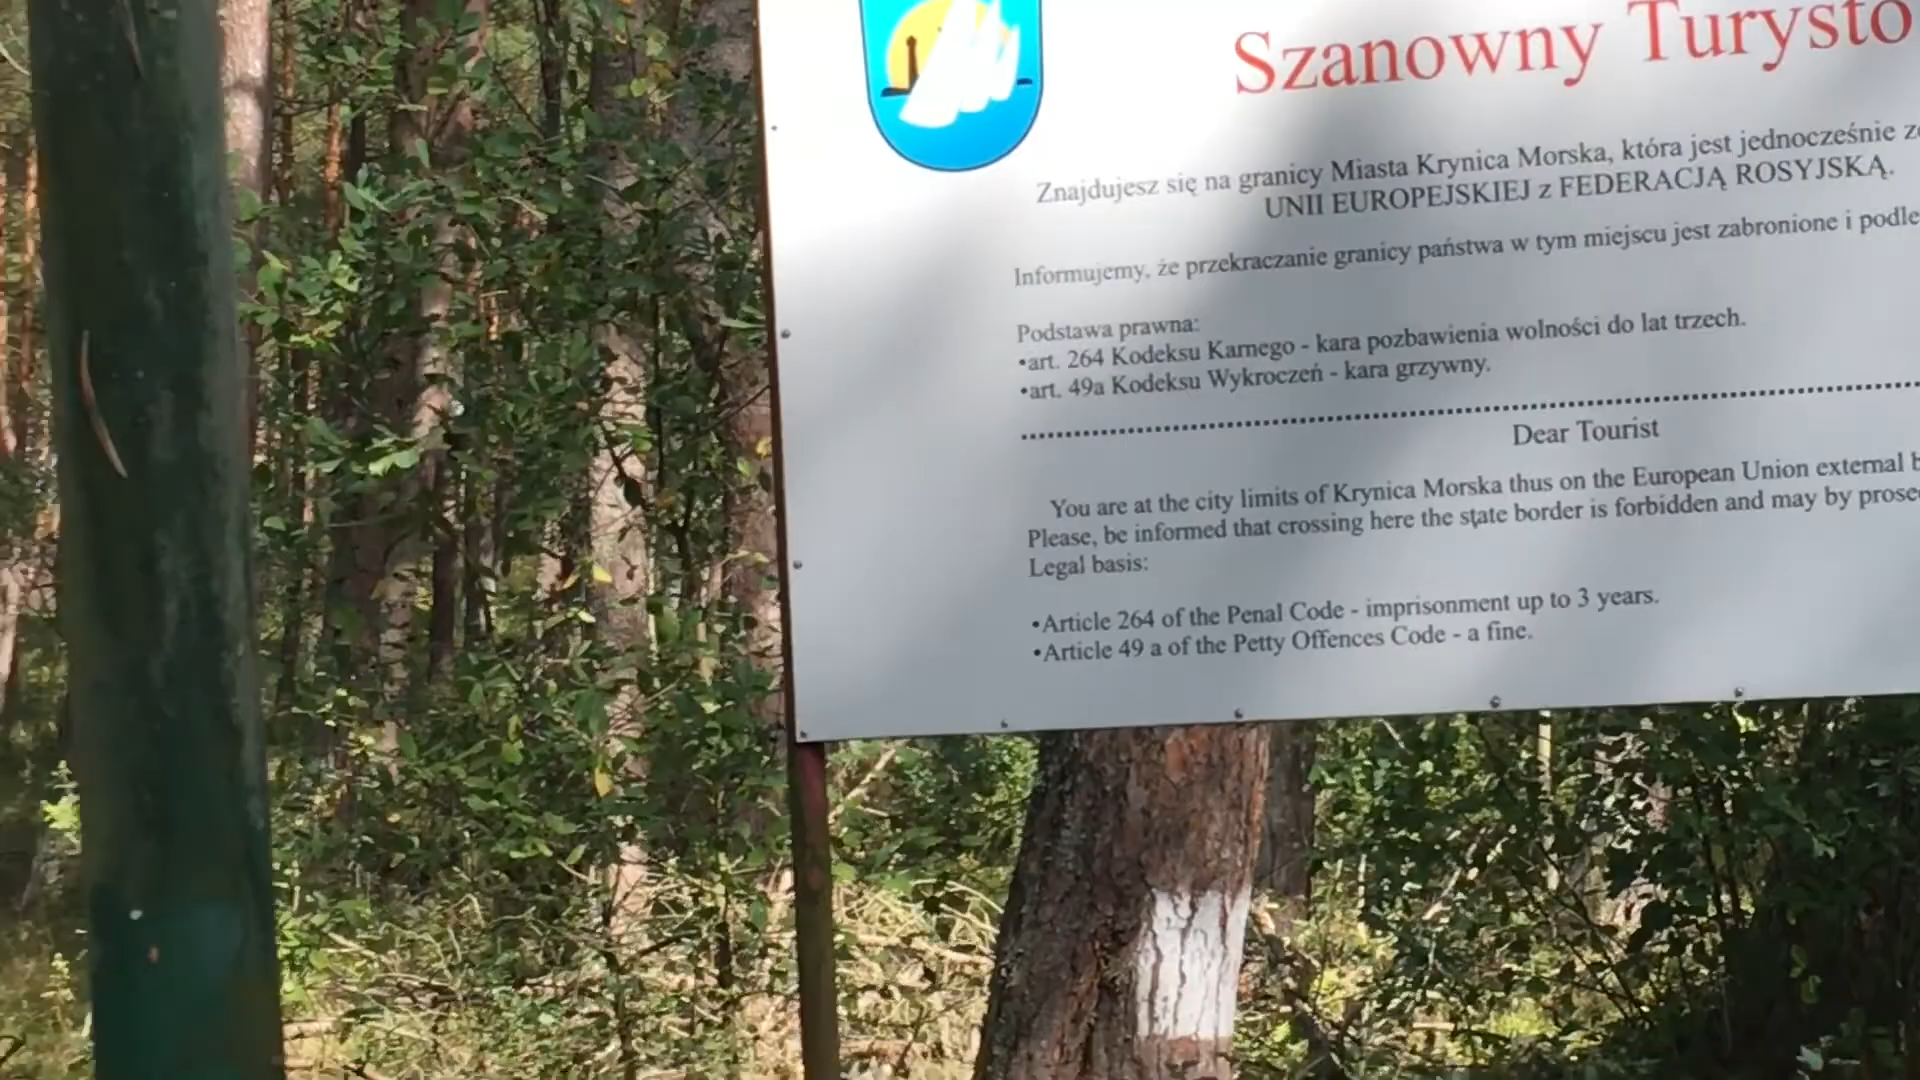 Szanowny Turysto
Znajdujesz się na granicy Miasta Krynica Morska, która jest jednocześnie
UNII EUROPEJSKIEJ z FEDERACJĄ ROSYJSKĄ.
Informujemy, że przekraczanie granicy państwa w tym miejscu jest zabronione i
Podstawa prawna:
•art. 264 Kodeksu Karnego - kara pozbawienia wolności do lat trzech.
•art. 49a Kodeksu Wykroczeń - kara grzywny.
Dear Tourist
You are at the city limits of Krynica Morska thus on the European Union external
Please, be informed that crossing here the state border is forbidden and may by
Legal basis:
•Article 264 of the Penal Code - imprisonment up to 3 years.
•Article 49 a of the Petty Offences Code - a fine.